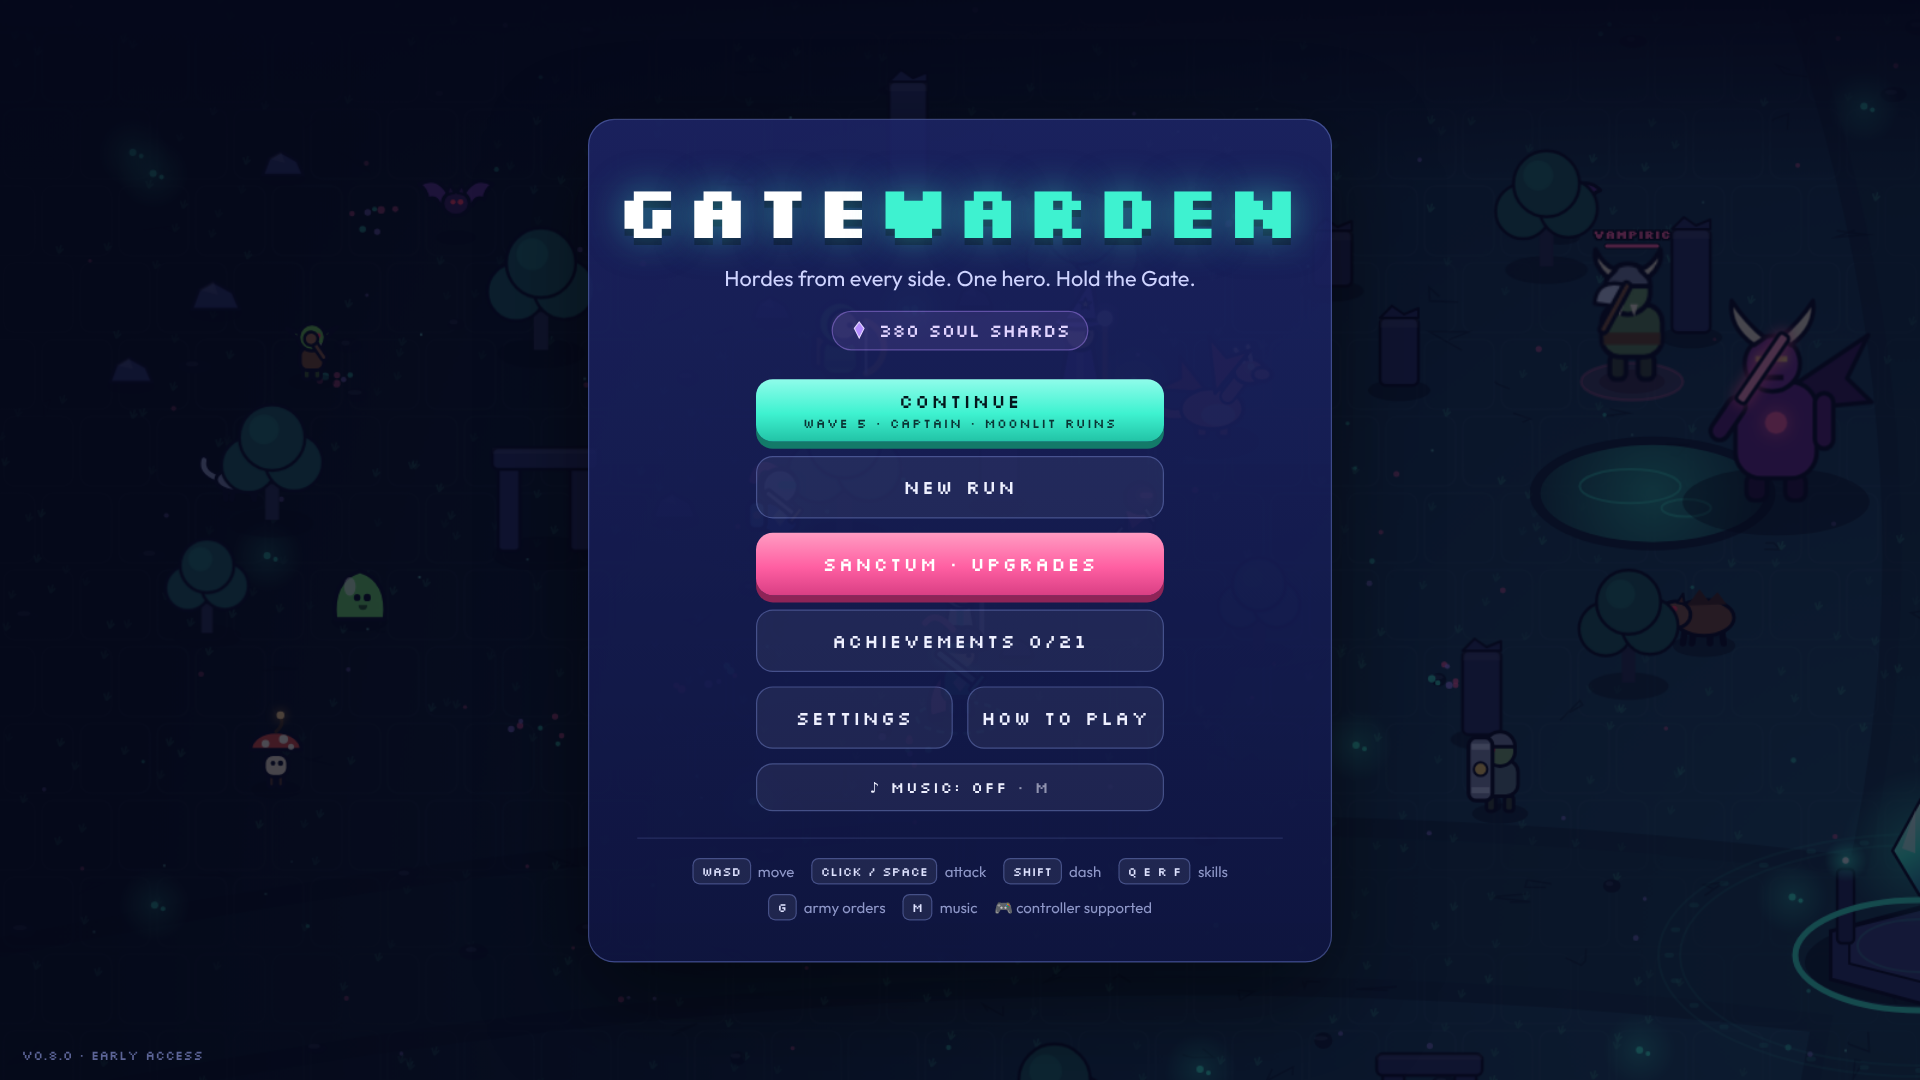 GATEWARDEN
Hordes from every side. One hero. Hold the Gate.
380 SOUL SHARDS
VAMPIRIC
CONTINUE
WAVE 5 · CAPTAIN · MOONLIT RUINS
NEW RUN
SANCTUM · UPGRADES
ACHIEVEMENTS 0/21
SETTINGS
HOW TO PLAY
♪ MUSIC: OFF · M
WASD move CLICK / SPACE attack SHIFT dash Q E R F skills
G army orders M music 🎮 controller supported
V0.8.0 · EARLY ACCESS